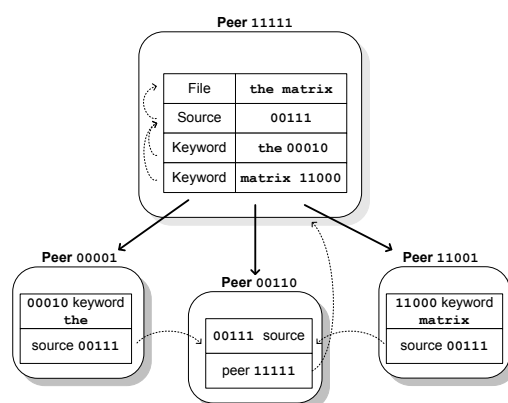 Peer 11111
File the matrix
Source 00111
Keyword the 00010
Keyword matrix 11000
Peer 00001
00010 keyword
the
source 00111
Peer 00110
00111 source
peer 11111
Peer 11001
11000 keyword
matrix
source 00111